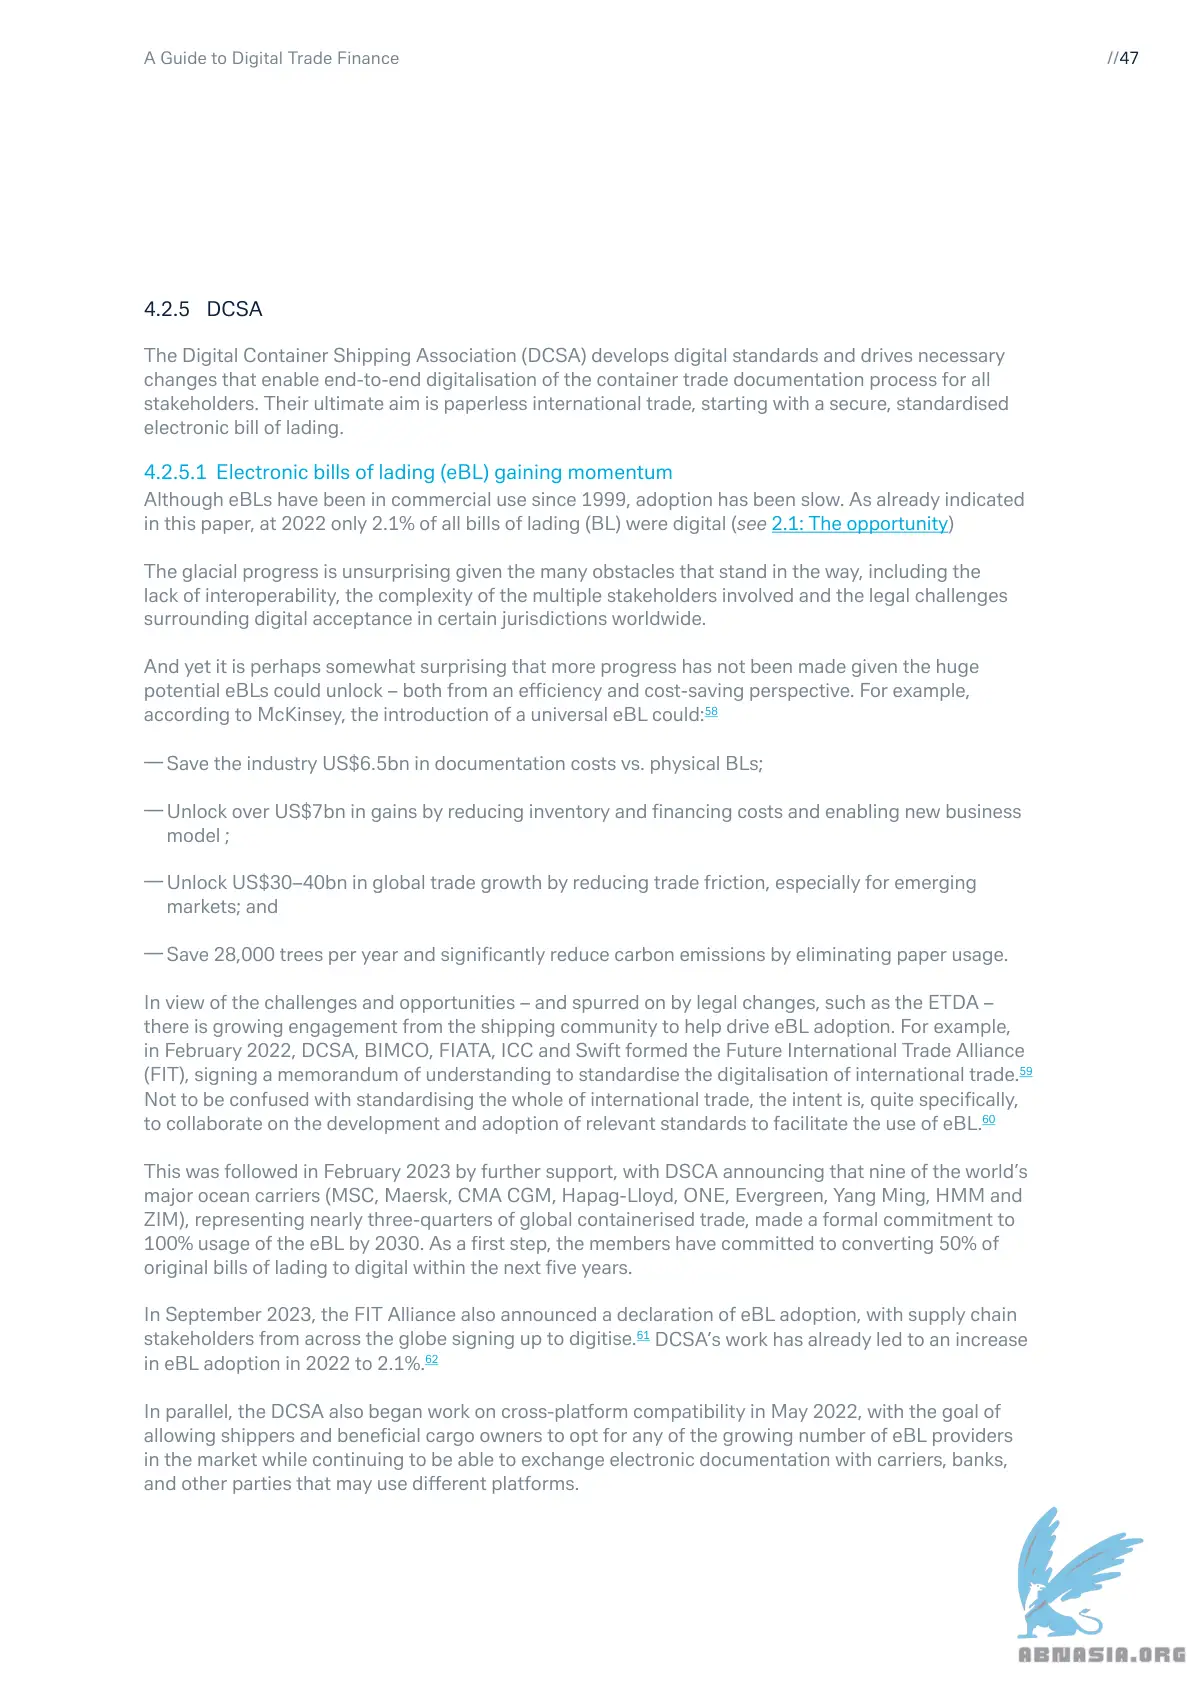 A Guide to Digital Trade Finance
//47
4.2.5 DCSA
The Digital Container Shipping Association (DCSA) develops digital standards and drives necessary
changes that enable end-to-end digitalisation of the container trade documentation process for all
stakeholders. Their ultimate aim is paperless international trade, starting with a secure, standardised
electronic bill of lading.
4.2.5.1 Electronic bills of lading (eBL) gaining momentum
Although eBLs have been in commercial use since 1999, adoption has been slow. As already indicated
in this paper, at 2022 only 2.1% of all bills of lading (BL) were digital (see 2.1: The opportunity)
The glacial progress is unsurprising given the many obstacles that stand in the way, including the
lack of interoperability, the complexity of the multiple stakeholders involved and the legal challenges
surrounding digital acceptance in certain jurisdictions worldwide.
And yet it is perhaps somewhat surprising that more progress has not been made given the huge
potential eBLs could unlock – both from an efficiency and cost-saving perspective. For example,
according to McKinsey, the introduction of a universal eBL could:58
— Save the industry US$6.5bn in documentation costs vs. physical BLs;
— Unlock over US$7bn in gains by reducing inventory and financing costs and enabling new business
model ;
— Unlock US$30–40bn in global trade growth by reducing trade friction, especially for emerging
markets; and
— Save 28,000 trees per year and significantly reduce carbon emissions by eliminating paper usage.
In view of the challenges and opportunities – and spurred on by legal changes, such as the ETDA –
there is growing engagement from the shipping community to help drive eBL adoption. For example,
in February 2022, DCSA, BIMCO, FIATA, ICC and Swift formed the Future International Trade Alliance
(FIT), signing a memorandum of understanding to standardise the digitalisation of international trade.59
Not to be confused with standardising the whole of international trade, the intent is, quite specifically,
to collaborate on the development and adoption of relevant standards to facilitate the use of eBL.60
This was followed in February 2023 by further support, with DSCA announcing that nine of the world’s
major ocean carriers (MSC, Maersk, CMA CGM, Hapag-Lloyd, ONE, Evergreen, Yang Ming, HMM and
ZIM), representing nearly three-quarters of global containerised trade, made a formal commitment to
100% usage of the eBL by 2030. As a first step, the members have committed to converting 50% of
original bills of lading to digital within the next five years.
In September 2023, the FIT Alliance also announced a declaration of eBL adoption, with supply chain
stakeholders from across the globe signing up to digitise.61 DCSA’s work has already led to an increase
in eBL adoption in 2022 to 2.1%.62
In parallel, the DCSA also began work on cross-platform compatibility in May 2022, with the goal of
allowing shippers and beneficial cargo owners to opt for any of the growing number of eBL providers
in the market while continuing to be able to exchange electronic documentation with carriers, banks,
and other parties that may use different platforms.
ABNASIA.ORG